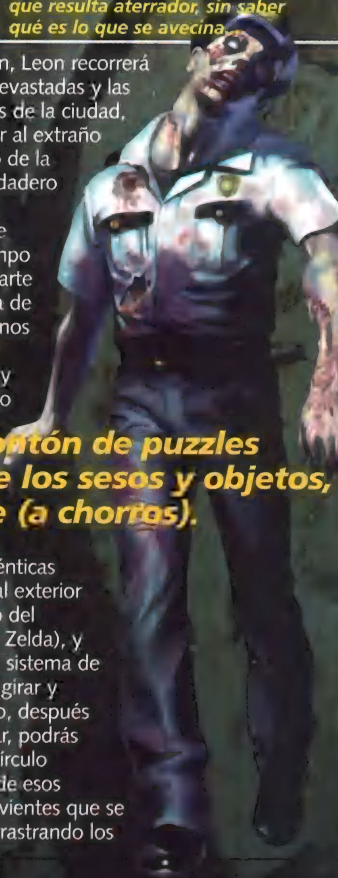 que resulta aterrador, sin saber
qué es lo que se avecina...
n, Leon recorrerá
evastadas y las
s de la ciudad,
r al extraño
o de la
dadero
e
mpo
arte
a de
nos
y
o
ontón de puzzles
e los sesos y objetos,
e (a chorros).
énticas
al exterior
o del
Zelda), y
sistema de
girar y
o, después
ar, podrás
írculo
de esos
vientes que se
rastrando los